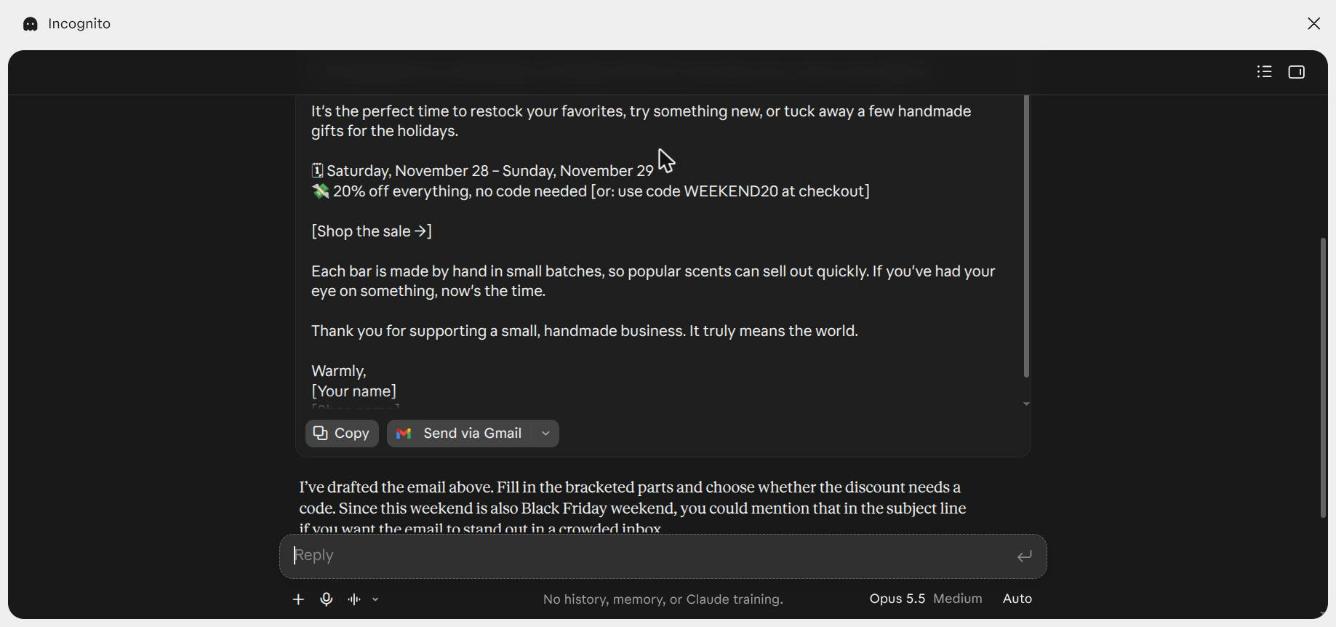 Incognito
It's the perfect time to restock your favorites, try something new, or tuck away a few handmade
gifts for the holidays.
🗓 Saturday, November 28 – Sunday, November 29
💸 20% off everything, no code needed [or: use code WEEKEND20 at checkout]
[Shop the sale →]
Each bar is made by hand in small batches, so popular scents can sell out quickly. If you've had your
eye on something, now's the time.
Thank you for supporting a small, handmade business. It truly means the world.
Warmly,
[Your name]
Copy Send via Gmail
I've drafted the email above. Fill in the bracketed parts and choose whether the discount needs a
code. Since this weekend is also Black Friday weekend, you could mention that in the subject line
if you want the email to stand out in a crowded inbox.
Reply
No history, memory, or Claude training. Opus 5.5 Medium Auto